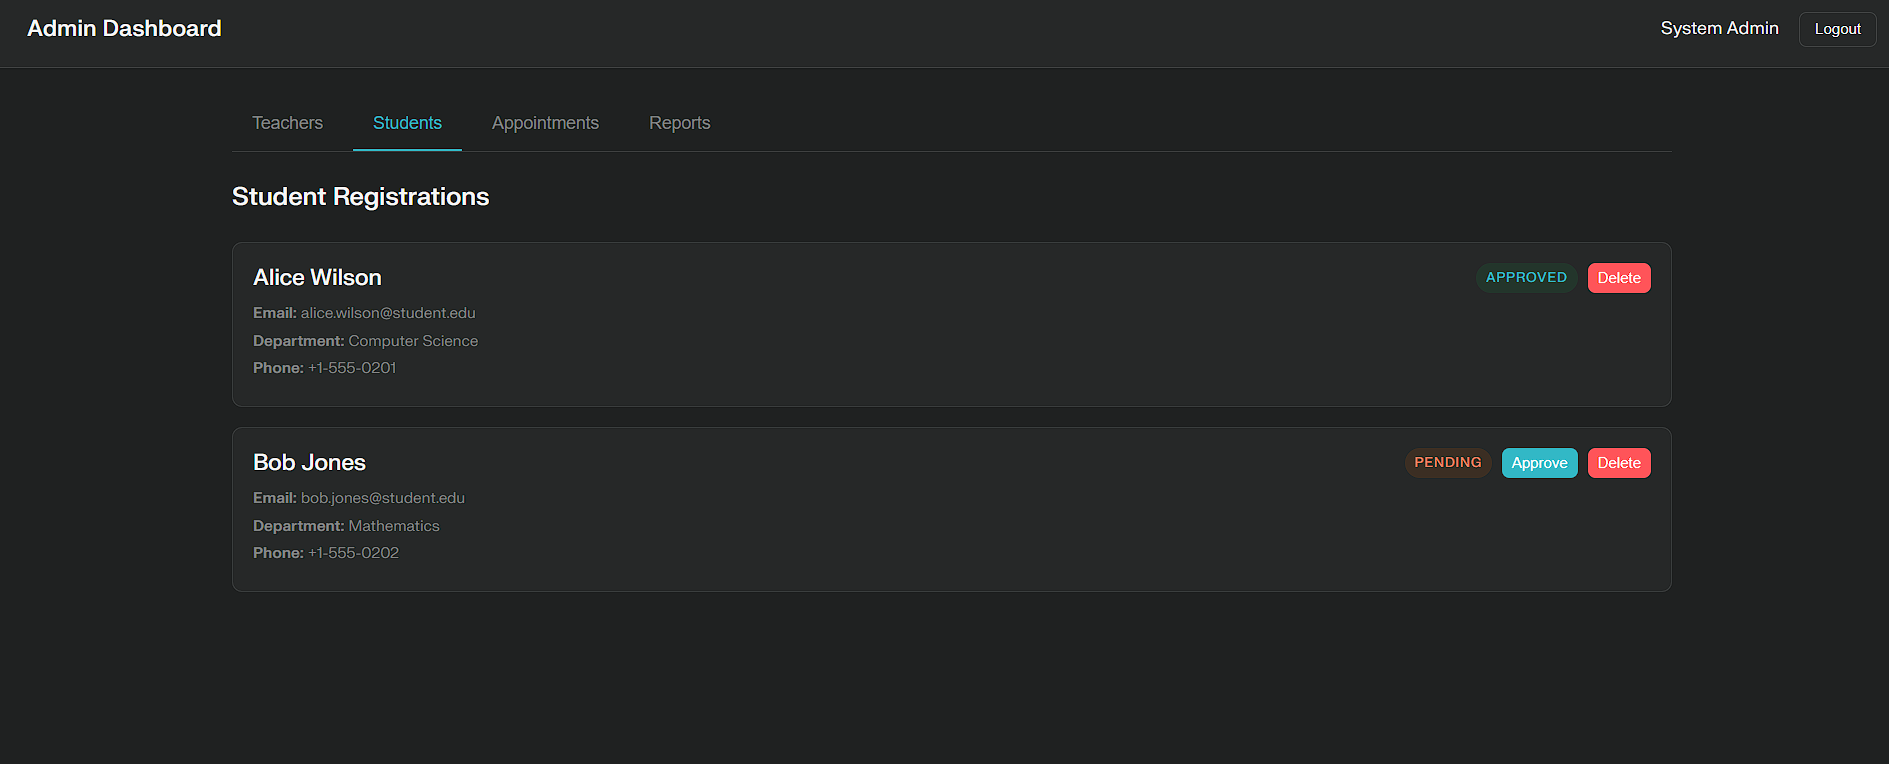 Admin Dashboard
System Admin
Logout
Teachers
Students
Appointments
Reports
Student Registrations
Alice Wilson
APPROVED
Delete
Email: alice.wilson@student.edu
Department: Computer Science
Phone: +1-555-0201
Bob Jones
PENDING
Approve
Delete
Email: bob.jones@student.edu
Department: Mathematics
Phone: +1-555-0202